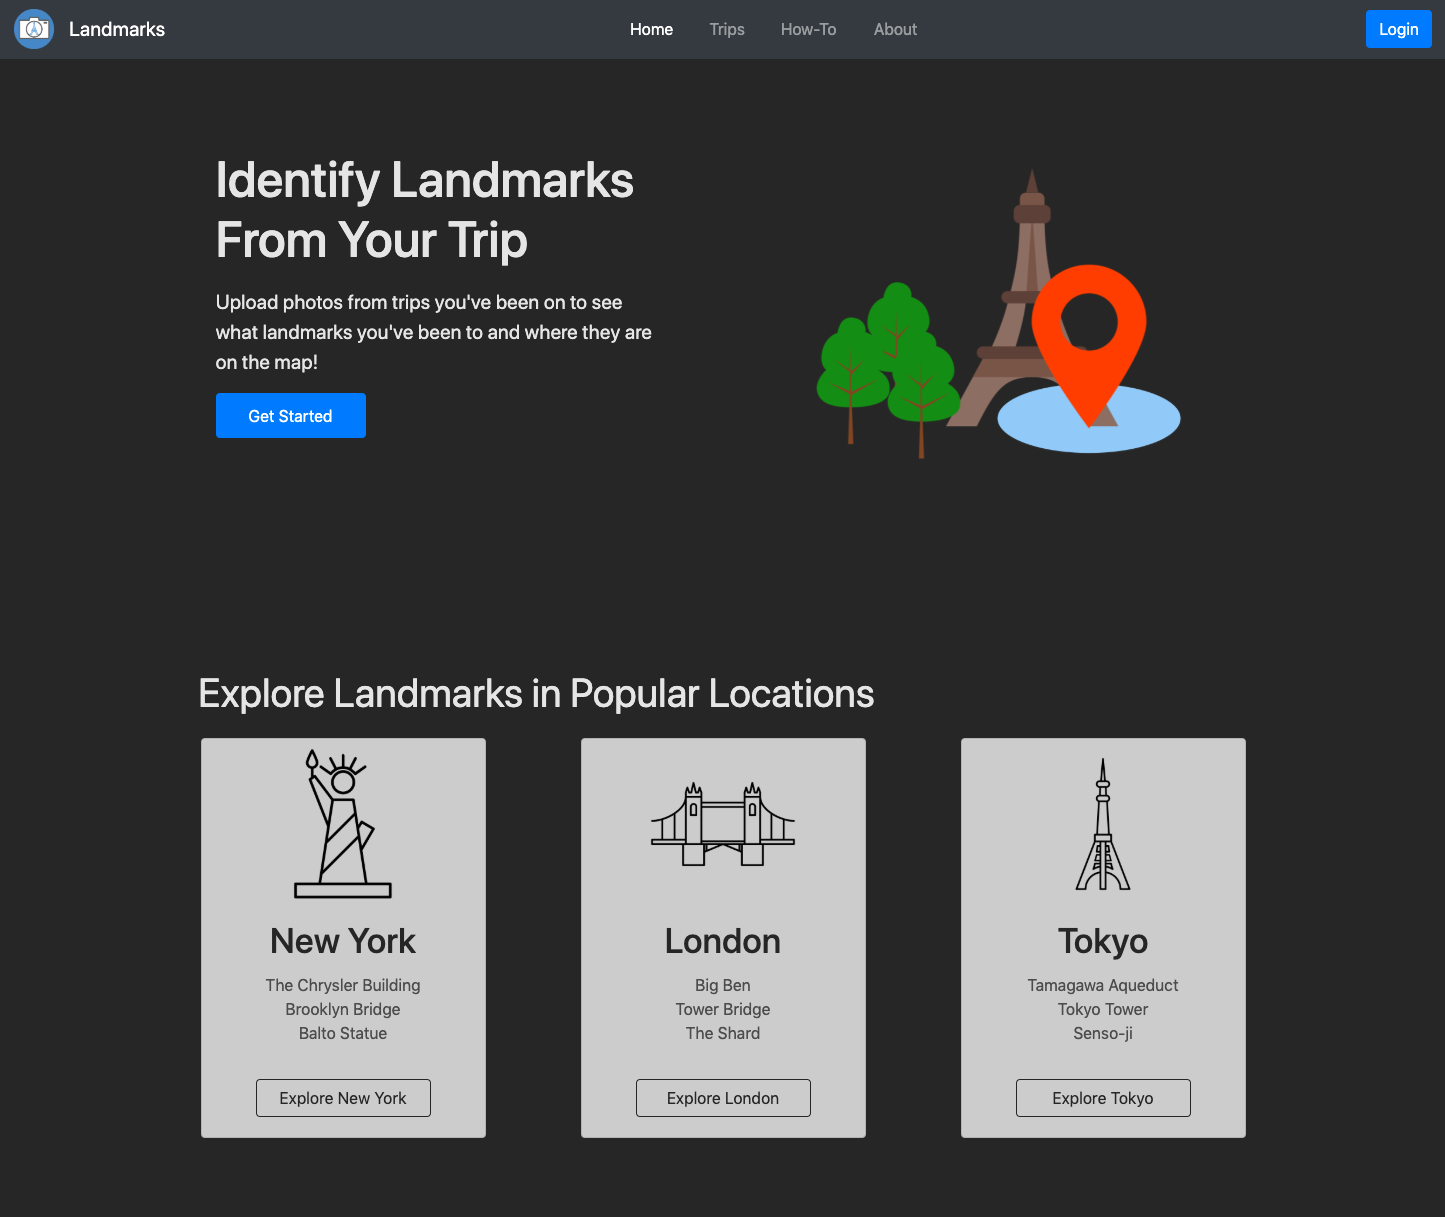 Landmarks
Home
Trips
How-To
About
Login
Identify Landmarks
From Your Trip
Upload photos from trips you've been on to see
what landmarks you've been to and where they are
on the map!
Get Started
Explore Landmarks in Popular Locations
New York
The Chrysler Building
Brooklyn Bridge
Balto Statue
Explore New York
London
Big Ben
Tower Bridge
The Shard
Explore London
Tokyo
Tamagawa Aqueduct
Tokyo Tower
Senso-ji
Explore Tokyo